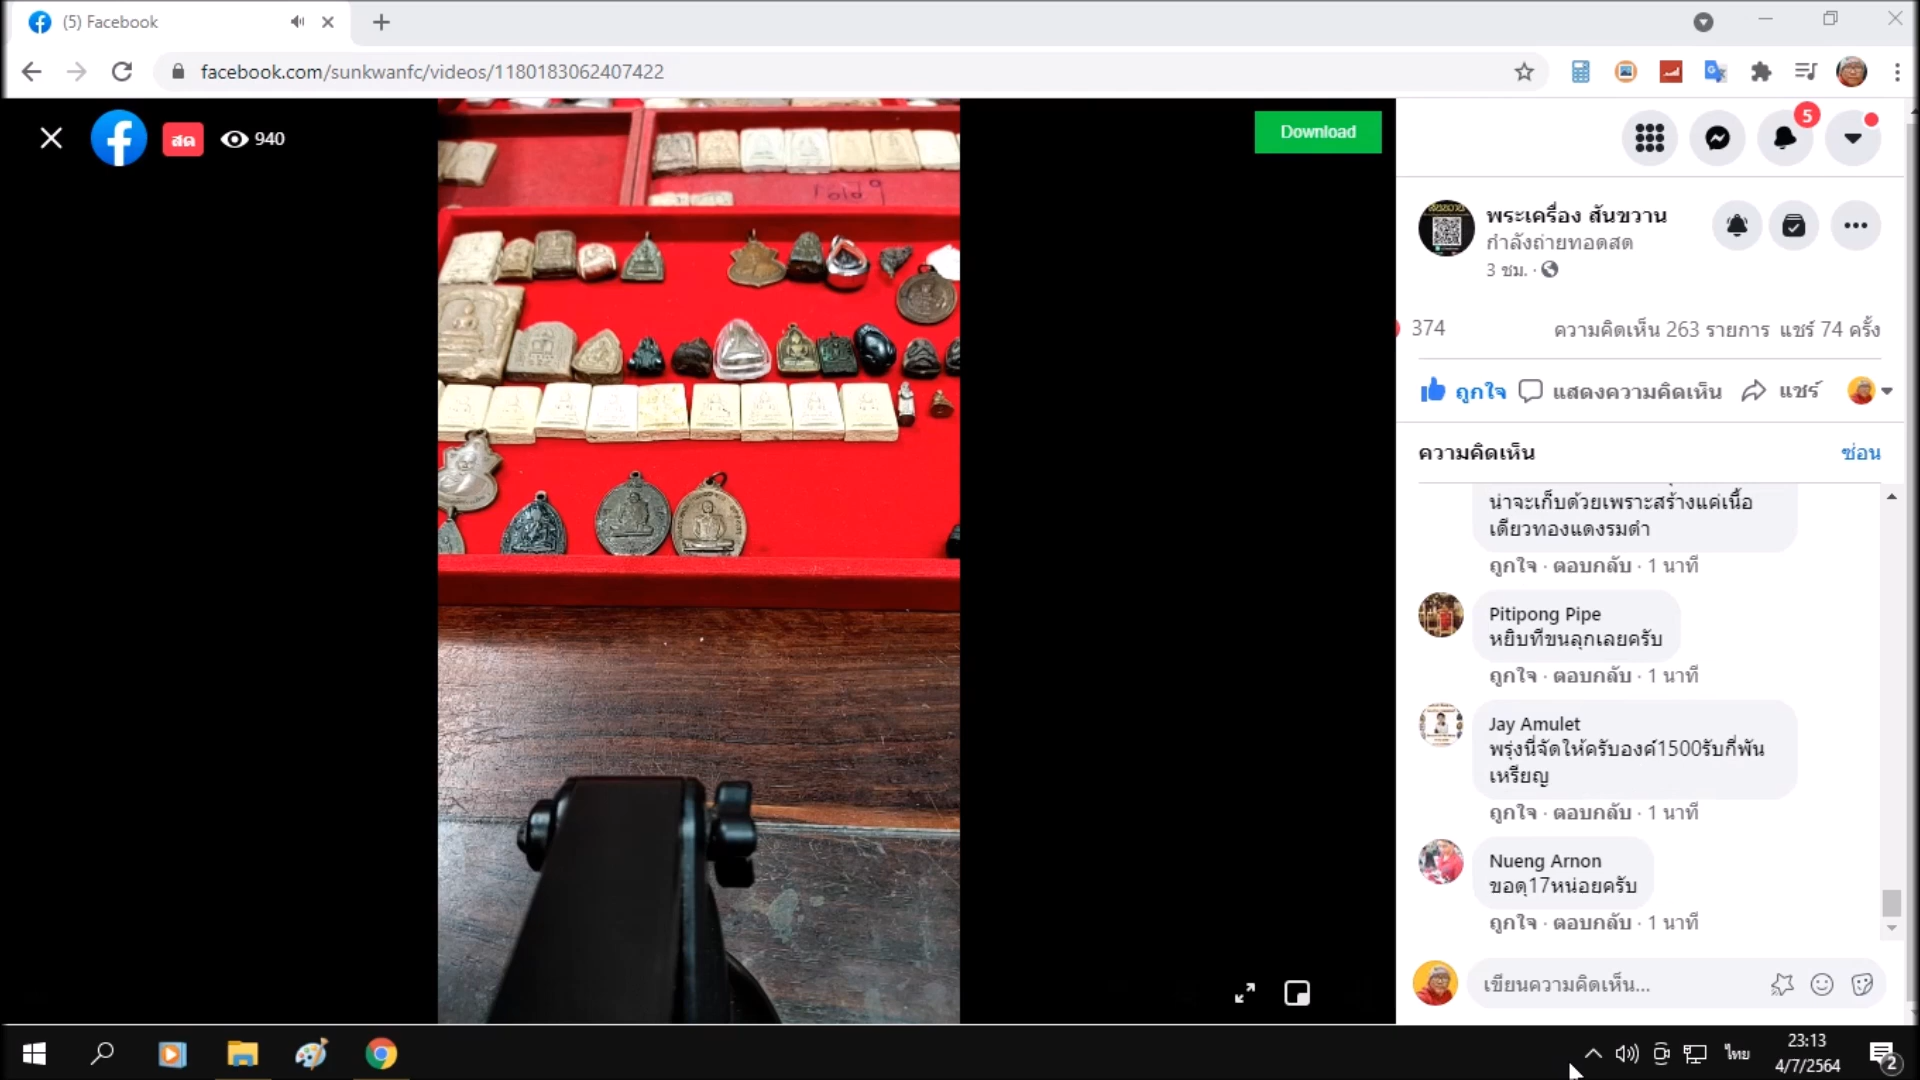 (5) Facebook
facebook.com/sunkwanfc/videos/1180183062407422
สด
940
Download
5
พระเครื่อง สันขวาน
กำลังถ่ายทอดสด
3 ชม. ·
374
ความคิดเห็น 263 รายการ แชร์ 74 ครั้ง
ถูกใจ
แสดงความคิดเห็น
แชร์
ความคิดเห็น
ซ่อน
น่าจะเก็บด้วยเพราะสร้างแค่เนื้อ
เดียวทองแดงรมดำ
ถูกใจ · ตอบกลับ · 1 นาที
Pitipong Pipe
หยิบทีขนลุกเลยครับ
ถูกใจ · ตอบกลับ · 1 นาที
Jay Amulet
พรุ่งนี่จัดให้ครับองค์1500รับกี่พัน
เหรียญ
ถูกใจ · ตอบกลับ · 1 นาที
Nueng Arnon
ขอดุ17หน่อยครับ
ถูกใจ · ตอบกลับ · 1 นาที
เขียนความคิดเห็น...
ไทย
23:13
4/7/2564
2